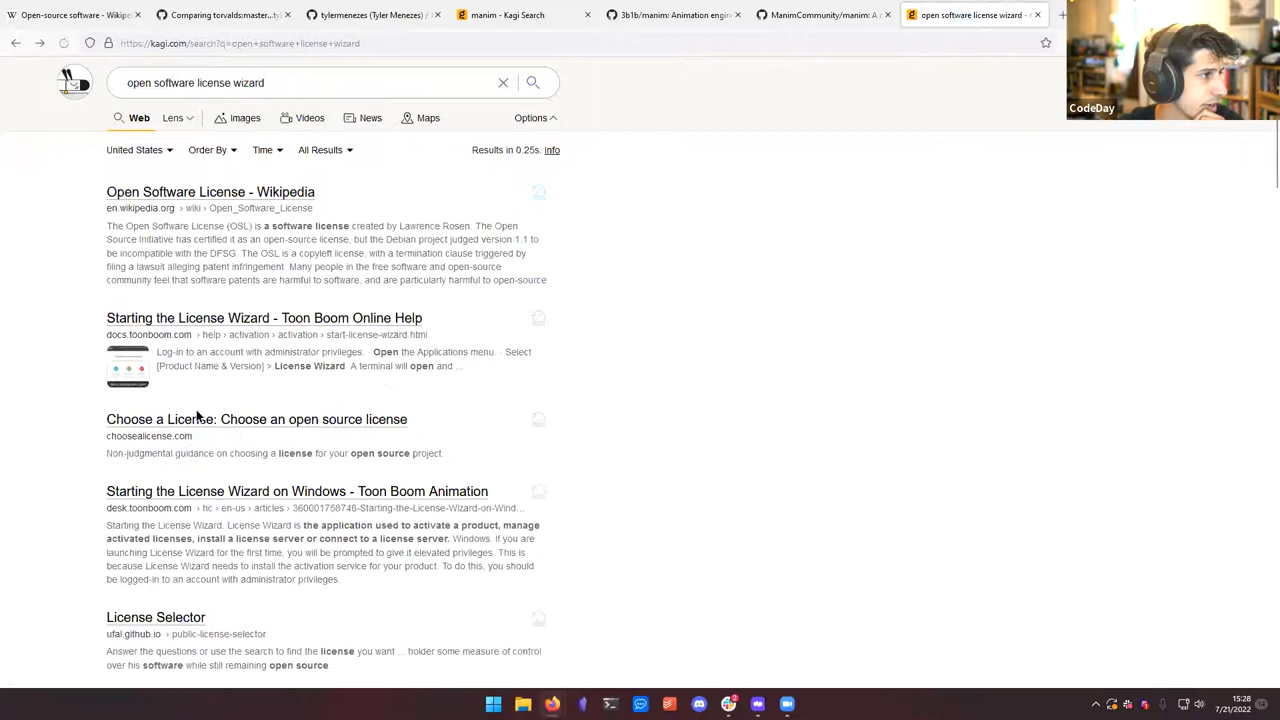 Open-source software - Wikipe
Comparing torvalds:master...ty
tylermenezes (Tyler Menezes) /
manim - Kagi Search
3b1b/manim: Animation engine
ManimCommunity/manim: A c
open software license wizard -
https://kagi.com/search?q=open+software+license+wizard
open software license wizard
CodeDay
Web
Lens
Images
Videos
News
Maps
Options
United States
Order By
Time
All Results
Results in 0.25s. info
Open Software License - Wikipedia
en.wikipedia.org › wiki › Open_Software_License
The Open Software License (OSL) is a software license created by Lawrence Rosen. The Open
Source Initiative has certified it as an open-source license, but the Debian project judged version 1.1 to
be incompatible with the DFSG. The OSL is a copyleft license, with a termination clause triggered by
filing a lawsuit alleging patent infringement. Many people in the free software and open-source
community feel that software patents are harmful to software, and are particularly harmful to open-source
Starting the License Wizard - Toon Boom Online Help
docs.toonboom.com › help › activation › activation › start-license-wizard.html
Log-in to an account with administrator privileges. · Open the Applications menu. · Select
[Product Name & Version] > License Wizard. A terminal will open and ...
Choose a License: Choose an open source license
choosealicense.com
Non-judgmental guidance on choosing a license for your open source project
Starting the License Wizard on Windows - Toon Boom Animation
desk.toonboom.com › hc › en-us › articles › 360001758748-Starting-the-License-Wizard-on-Wind...
Starting the License Wizard. License Wizard is the application used to activate a product, manage
activated licenses, install a license server or connect to a license server. Windows. If you are
launching License Wizard for the first time, you will be prompted to give it elevated privileges. This is
because License Wizard needs to install the activation service for your product. To do this, you should
be logged-in to an account with administrator privileges.
License Selector
ufal.github.io › public-license-selector
Answer the questions or use the search to find the license you want ... holder some measure of control
over his software while still remaining open source.
2
15:28
7/21/2022